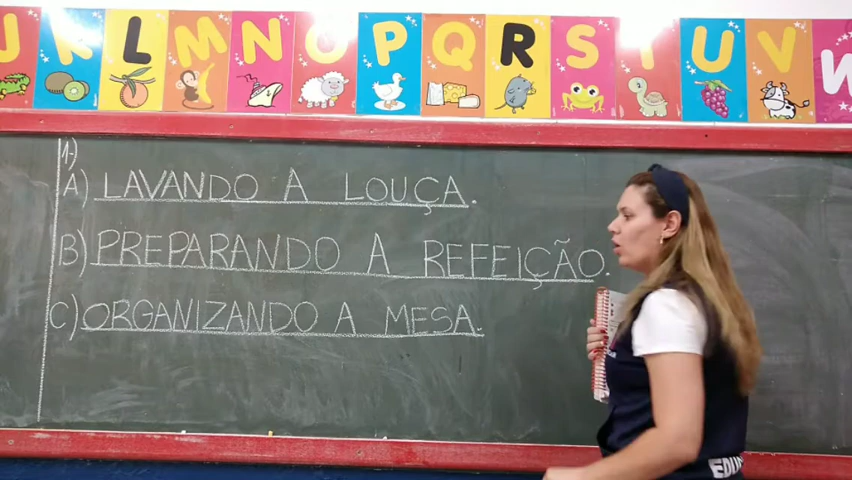 J K L M N O P Q R S T U V W
1-)
A) LAVANDO A LOUÇA.
B) PREPARANDO A REFEIÇÃO.
C) ORGANIZANDO A MESA.